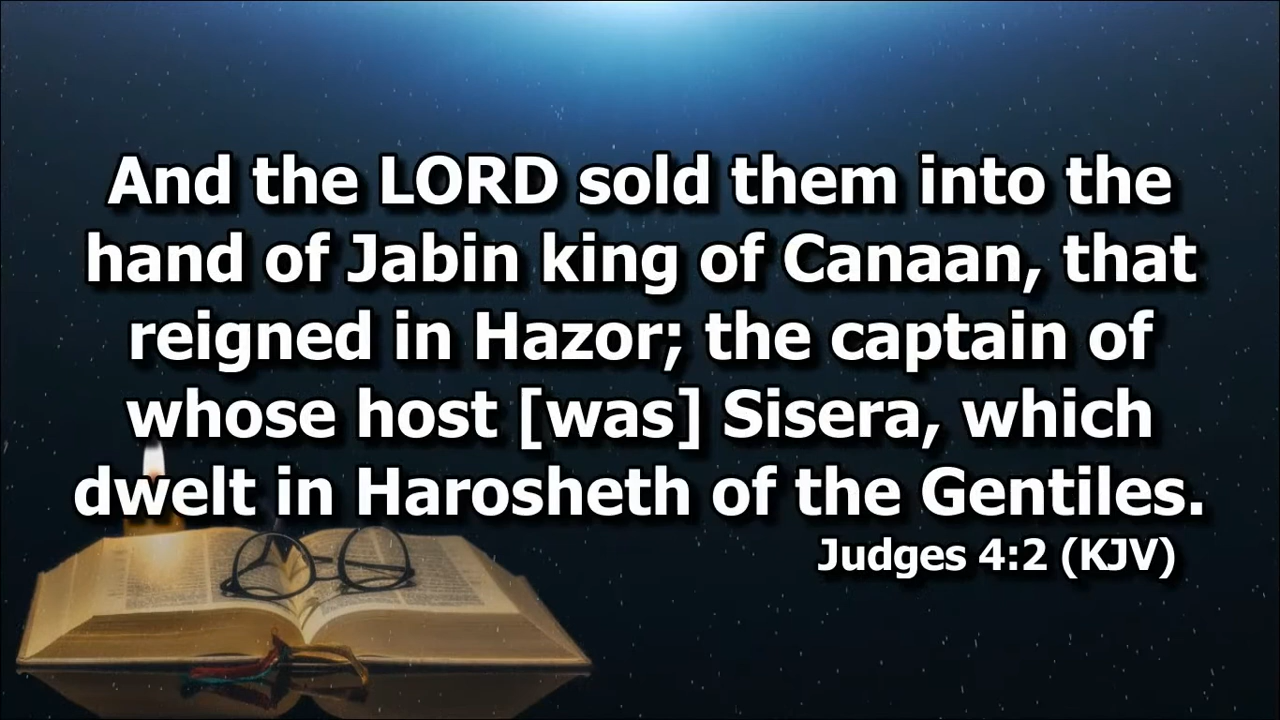 And the LORD sold them into the
hand of Jabin king of Canaan, that
reigned in Hazor; the captain of
whose host [was] Sisera, which
dwelt in Harosheth of the Gentiles.
Judges 4:2 (KJV)